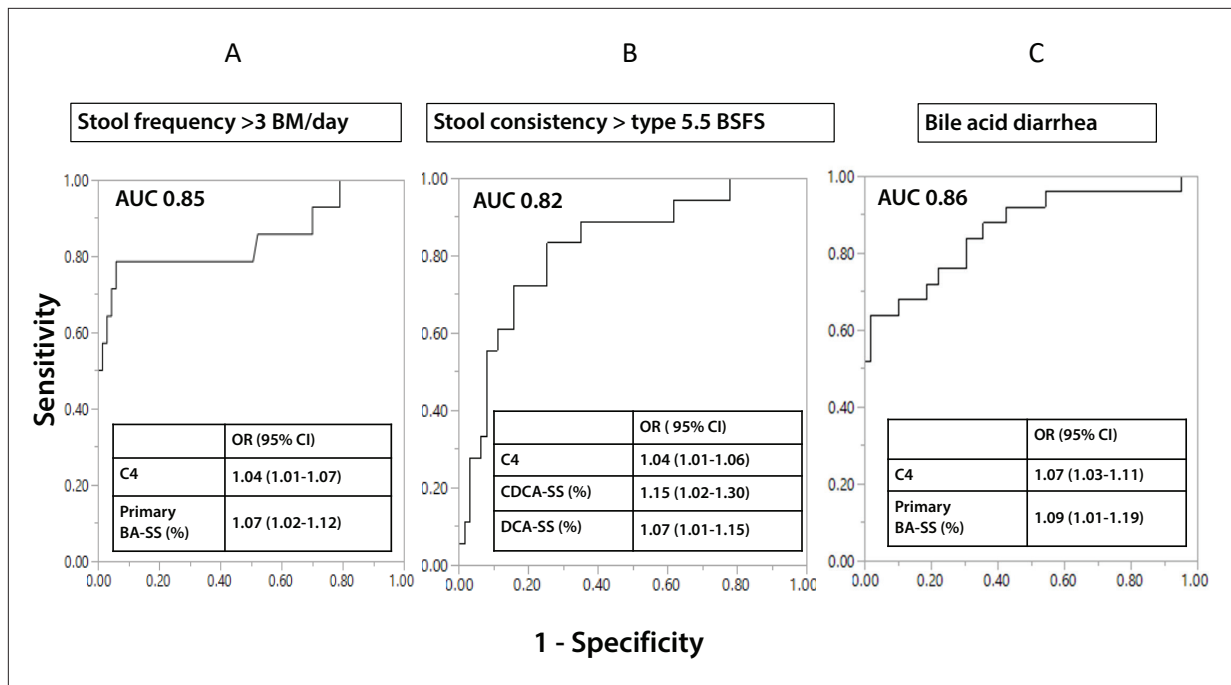 A
B
C
Stool frequency >3 BM/day
Stool consistency > type 5.5 BSFS
Bile acid diarrhea
Sensitivity
1.00
0.80
0.60
0.40
0.20
0.00
AUC 0.85
OR (95% CI)
C4 1.04 (1.01-1.07)
Primary
BA-SS (%) 1.07 (1.02-1.12)
0.00 0.20 0.40 0.60 0.80 1.00
1.00
0.80
0.60
0.40
0.20
0.00
AUC 0.82
OR ( 95% CI)
C4 1.04 (1.01-1.06)
CDCA-SS (%) 1.15 (1.02-1.30)
DCA-SS (%) 1.07 (1.01-1.15)
0.00 0.20 0.40 0.60 0.80 1.00
1.00
0.80
0.60
0.40
0.20
0.00
AUC 0.86
OR (95% CI)
C4 1.07 (1.03-1.11)
Primary
BA-SS (%) 1.09 (1.01-1.19)
0.00 0.20 0.40 0.60 0.80 1.00
1 - Specificity